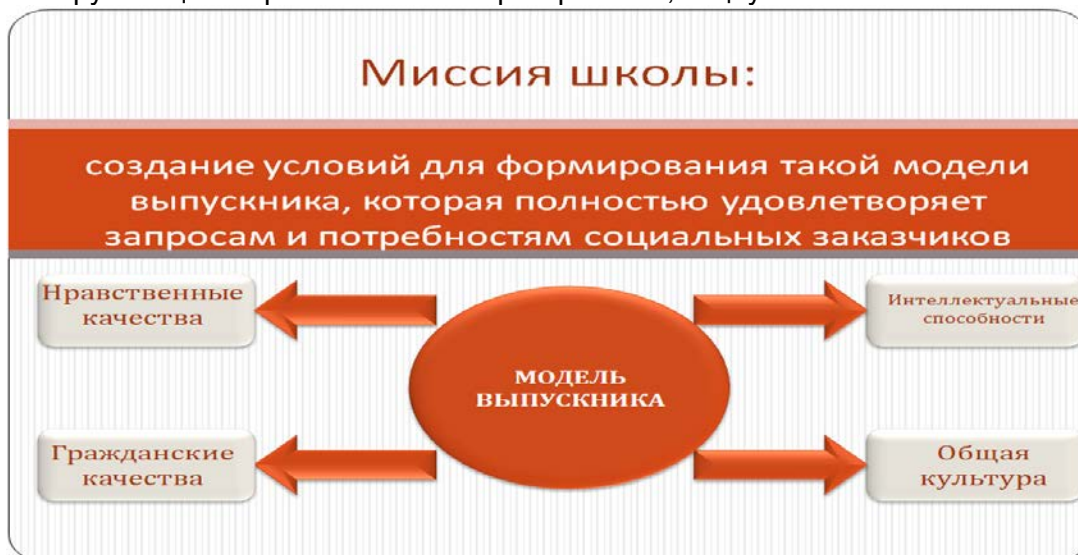 Миссия школы:
создание условий для формирования такой модели
выпускника, которая полностью удовлетворяет
запросам и потребностям социальных заказчиков
Нравственные
качества
Интеллектуальные
способности
МОДЕЛЬ
ВЫПУСКНИКА
Гражданские
качества
Общая
культура